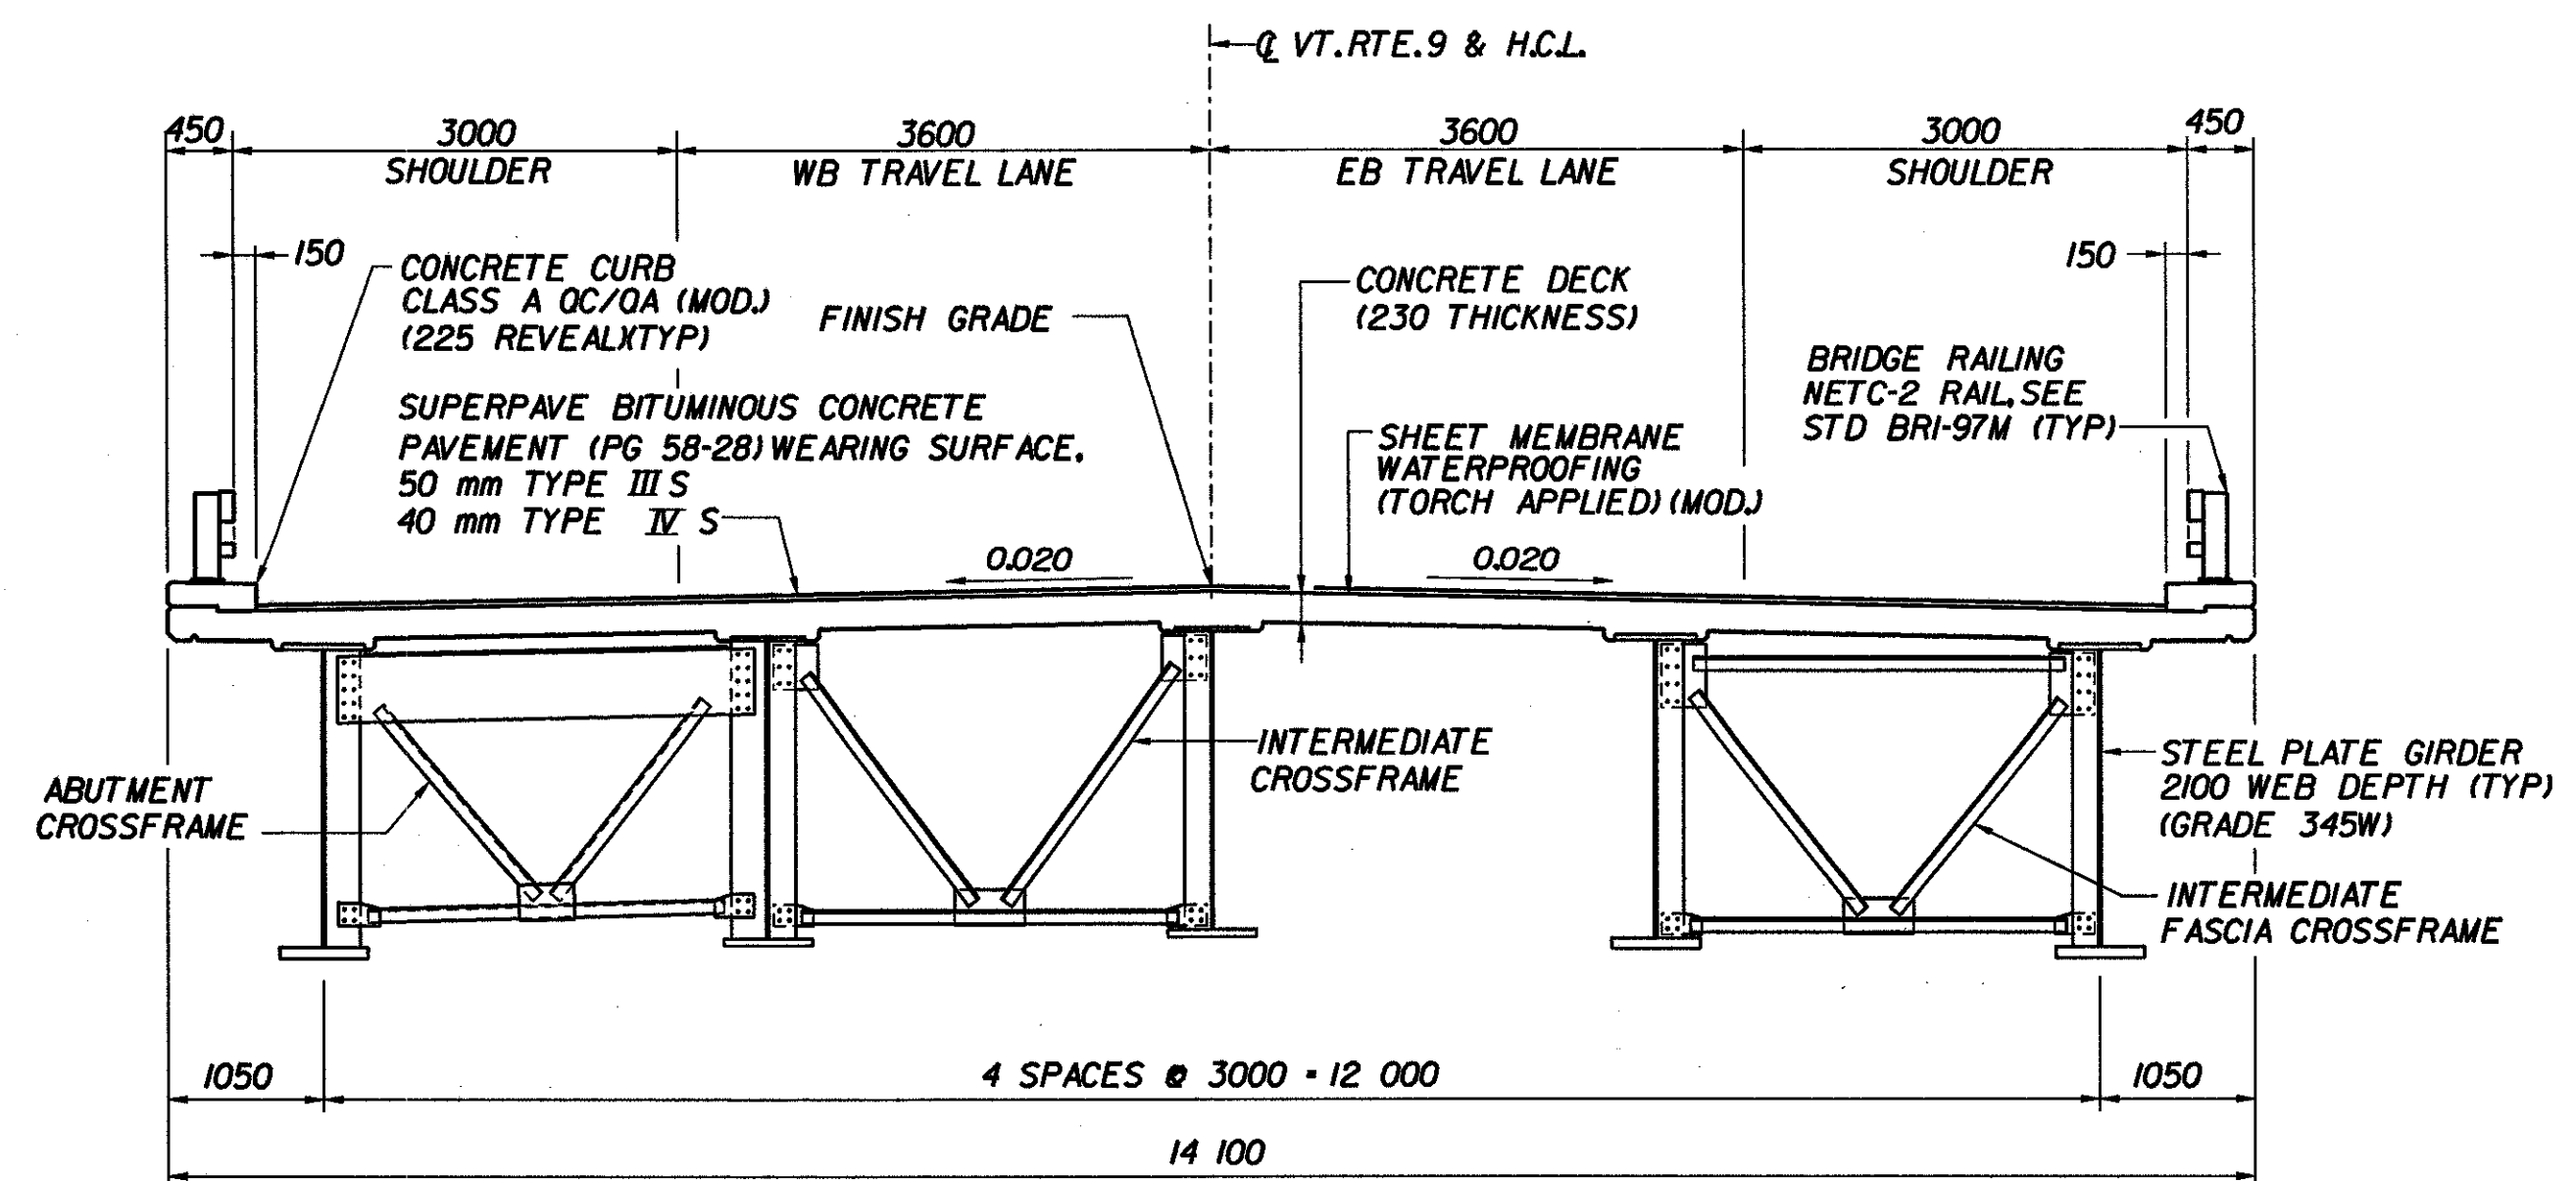 ℄ VT.RTE.9 & H.C.L.
450
3000
3600
3600
3000
450
SHOULDER
WB TRAVEL LANE
EB TRAVEL LANE
SHOULDER
150
150
CONCRETE CURB
CLASS A QC/QA (MOD.)
(225 REVEAL)(TYP)
FINISH GRADE
CONCRETE DECK
(230 THICKNESS)
BRIDGE RAILING
NETC-2 RAIL, SEE
STD BR1-97M (TYP)
SUPERPAVE BITUMINOUS CONCRETE
PAVEMENT (PG 58-28) WEARING SURFACE.
50 mm TYPE III S
40 mm TYPE IV S
SHEET MEMBRANE
WATERPROOFING
(TORCH APPLIED) (MOD.)
0.020
0.020
ABUTMENT
CROSSFRAME
INTERMEDIATE
CROSSFRAME
STEEL PLATE GIRDER
2100 WEB DEPTH (TYP)
(GRADE 345W)
INTERMEDIATE
FASCIA CROSSFRAME
1050
4 SPACES @ 3000 = 12 000
1050
14 100